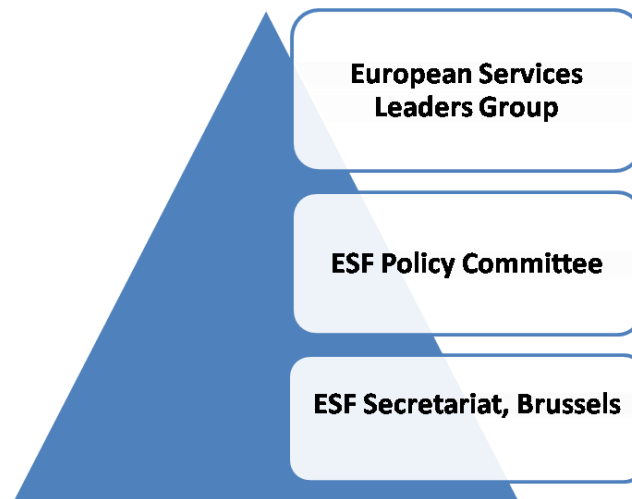 European Services
Leaders Group
ESF Policy Committee
ESF Secretariat, Brussels